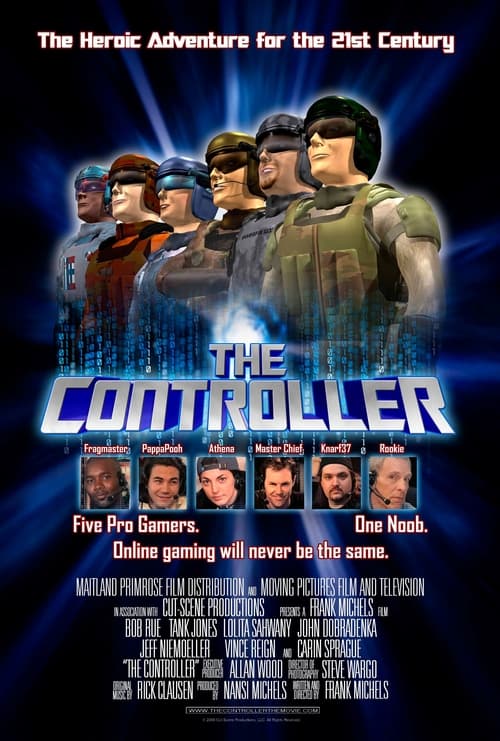 The Heroic Adventure for the 21st Century
THE
CONTROLLER
Fragmaster PappaPooh Athena Master Chief Knarf37 Rookie
Five Pro Gamers. One Noob.
Online gaming will never be the same.
MAITLAND PRIMROSE FILM DISTRIBUTION AND MOVING PICTURES FILM AND TELEVISION
IN ASSOCIATION WITH CUT-SCENE PRODUCTIONS PRESENTS A FRANK MICHELS FILM
BOB RUE TANK JONES LOLITA SAHWANY JOHN DOBRADENKA
JEFF NIEMOELLER VINCE REIGN AND CARIN SPRAGUE
"THE CONTROLLER" EXECUTIVE PRODUCER ALLAN WOOD DIRECTOR OF PHOTOGRAPHY STEVE WARGO
ORIGINAL MUSIC BY RICK CLAUSEN PRODUCED BY NANSI MICHELS WRITTEN AND DIRECTED BY FRANK MICHELS
WWW.THECONTROLLERTHEMOVIE.COM